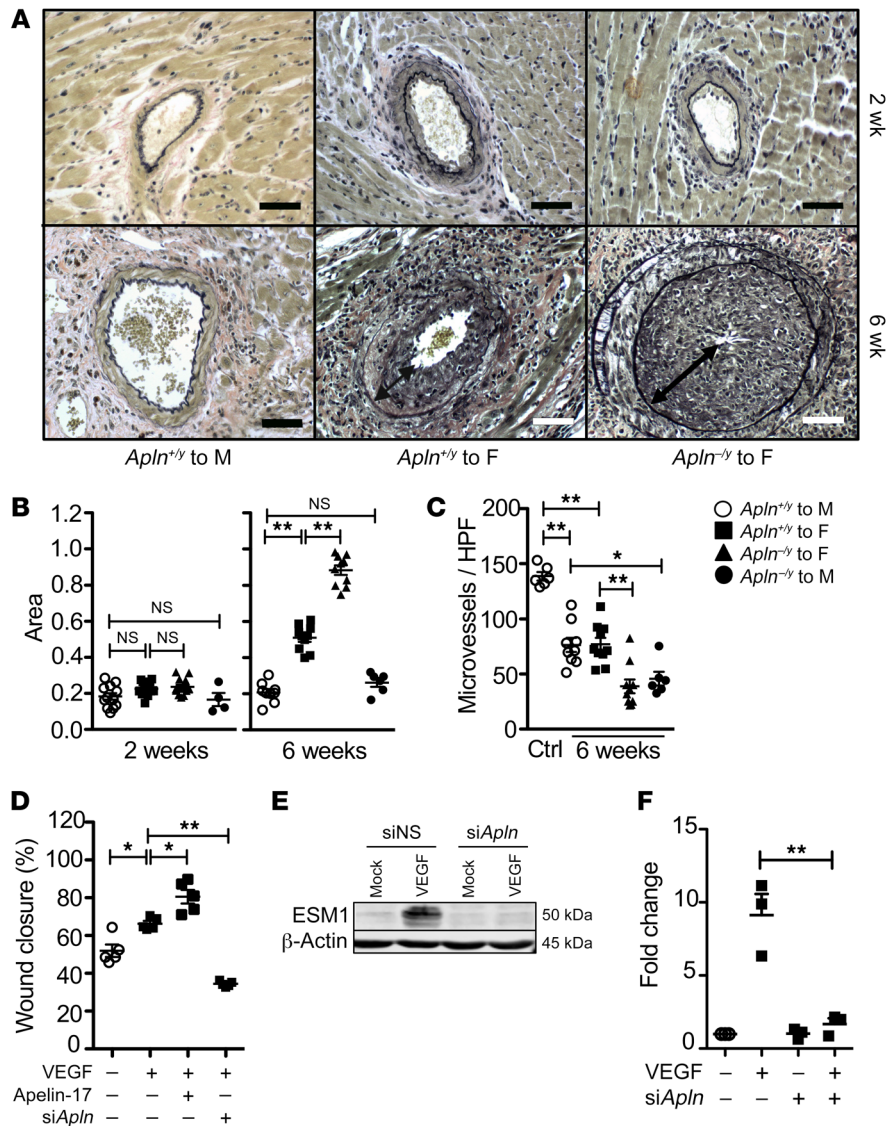 A
2 wk
6 wk
Apln+/y to M
Apln+/y to F
Apln–/y to F
B
Area
1.2
1.0
0.8
0.6
0.4
0.2
0.0
NS
NS
NS
2 weeks
NS
**
**
6 weeks
C
Microvessels / HPF
200
150
100
50
0
**
**
*
**
Ctrl
6 weeks
Apln+/y to M
Apln+/y to F
Apln–/y to F
Apln–/y to M
D
Wound closure (%)
120
100
80
60
40
20
0
**
*
*
VEGF – + + +
Apelin-17 – – + –
siApln – – – +
E
siNS siApln
Mock VEGF Mock VEGF
ESM1 50 kDa
β-Actin 45 kDa
F
Fold change
15
10
5
0
**
VEGF – + – +
siApln – – + +